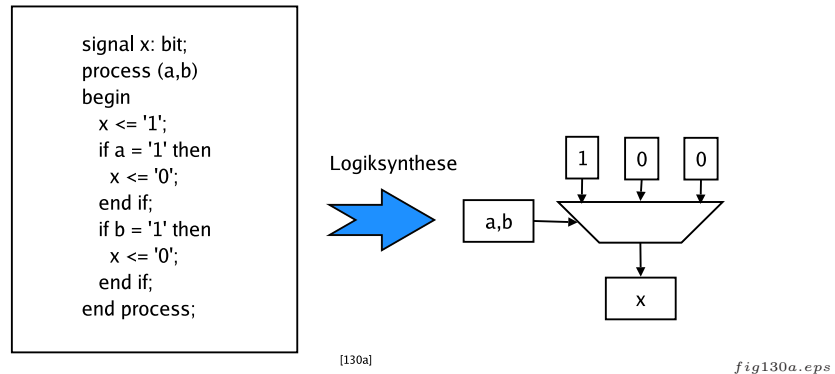 signal x: bit;
process (a,b)
begin
x <= '1';
if a = '1' then
x <= '0';
end if;
if b = '1' then
x <= '0';
end if;
end process;
Logiksynthese
1 0 0
a,b
x
[130a]
fig130a.eps